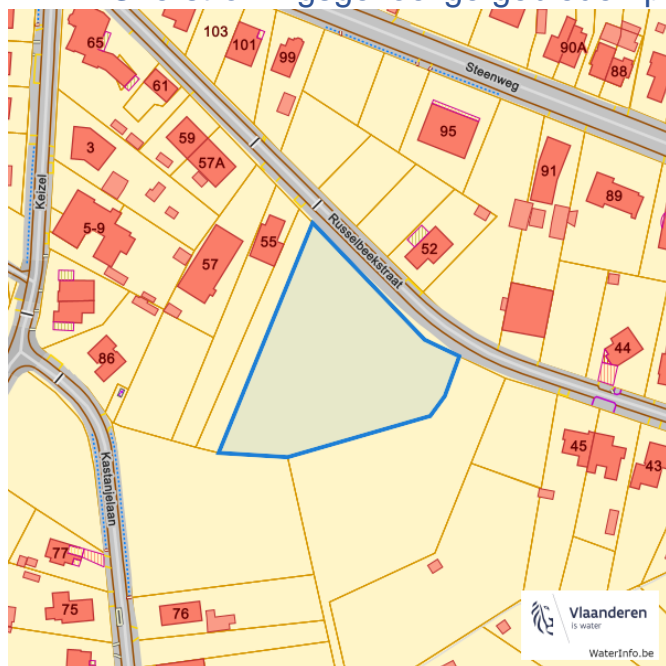 65
103
101
99
90A
88
Steenweg
61
95
59
57A
3
91
89
Keizel
5-9
Russelbeekstraat
55
52
57
44
86
45
43
Kastanjelaan
77
75
76
Vlaanderen
is water
WaterInfo.be